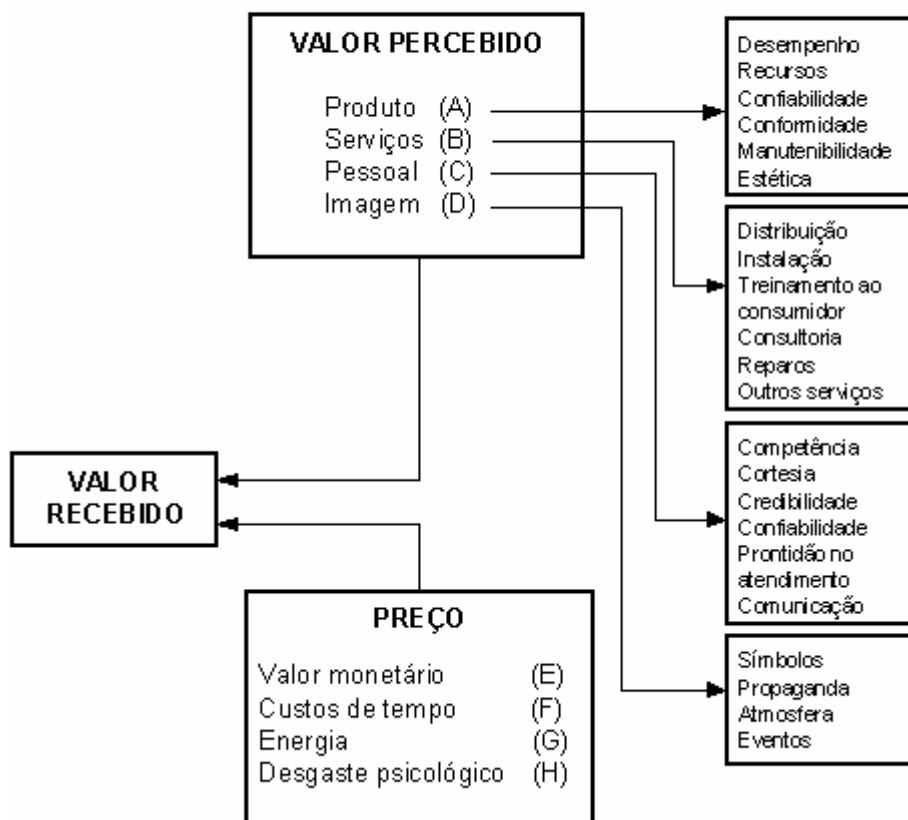 VALOR PERCEBIDO
Produto (A)
Serviços (B)
Pessoal (C)
Imagem (D)
Desempenho
Recursos
Confiabilidade
Conformidade
Manutenibilidade
Estética
Distribuição
Instalação
Treinamento ao
consumidor
Consultoria
Reparos
Outros serviços
Competência
Cortesia
Credibilidade
Confiabilidade
Prontidão no
atendimento
Comunicação
Símbolos
Propaganda
Atmosfera
Eventos
VALOR
RECEBIDO
PREÇO
Valor monetário (E)
Custos de tempo (F)
Energia (G)
Desgaste psicológico (H)